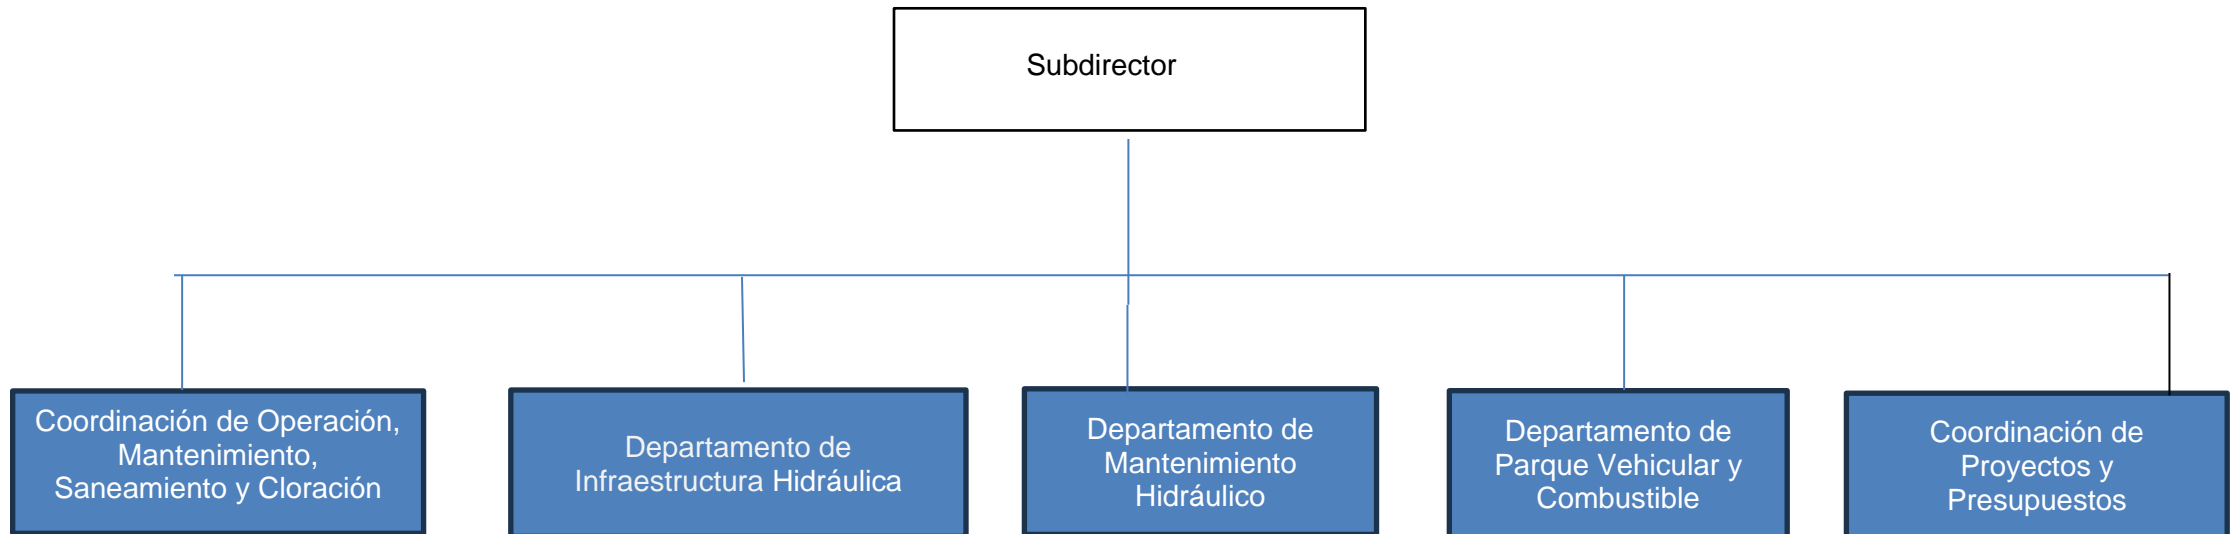 Subdirector
Coordinación de Operación,
Mantenimiento,
Saneamiento y Cloración
Departamento de
Infraestructura Hidráulica
Departamento de
Mantenimiento
Hidráulico
Departamento de
Parque Vehicular y
Combustible
Coordinación de
Proyectos y
Presupuestos